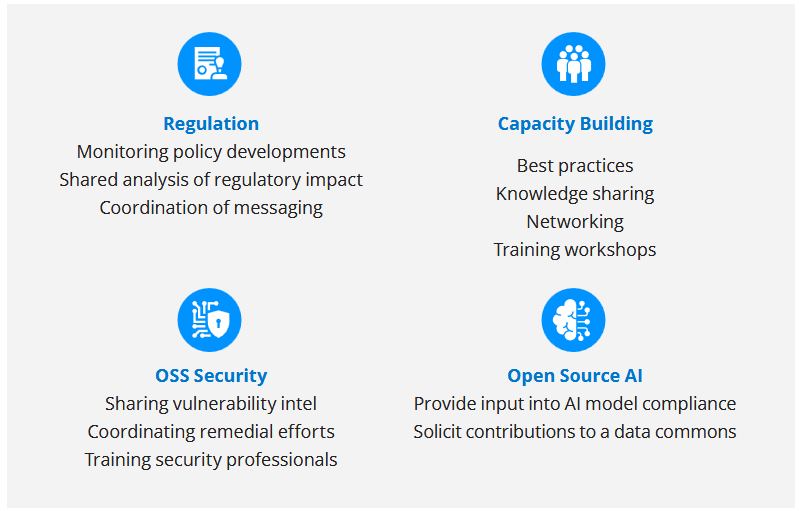 Regulation
Monitoring policy developments
Shared analysis of regulatory impact
Coordination of messaging
Capacity Building
Best practices
Knowledge sharing
Networking
Training workshops
OSS Security
Sharing vulnerability intel
Coordinating remedial efforts
Training security professionals
Open Source AI
Provide input into AI model compliance
Solicit contributions to a data commons